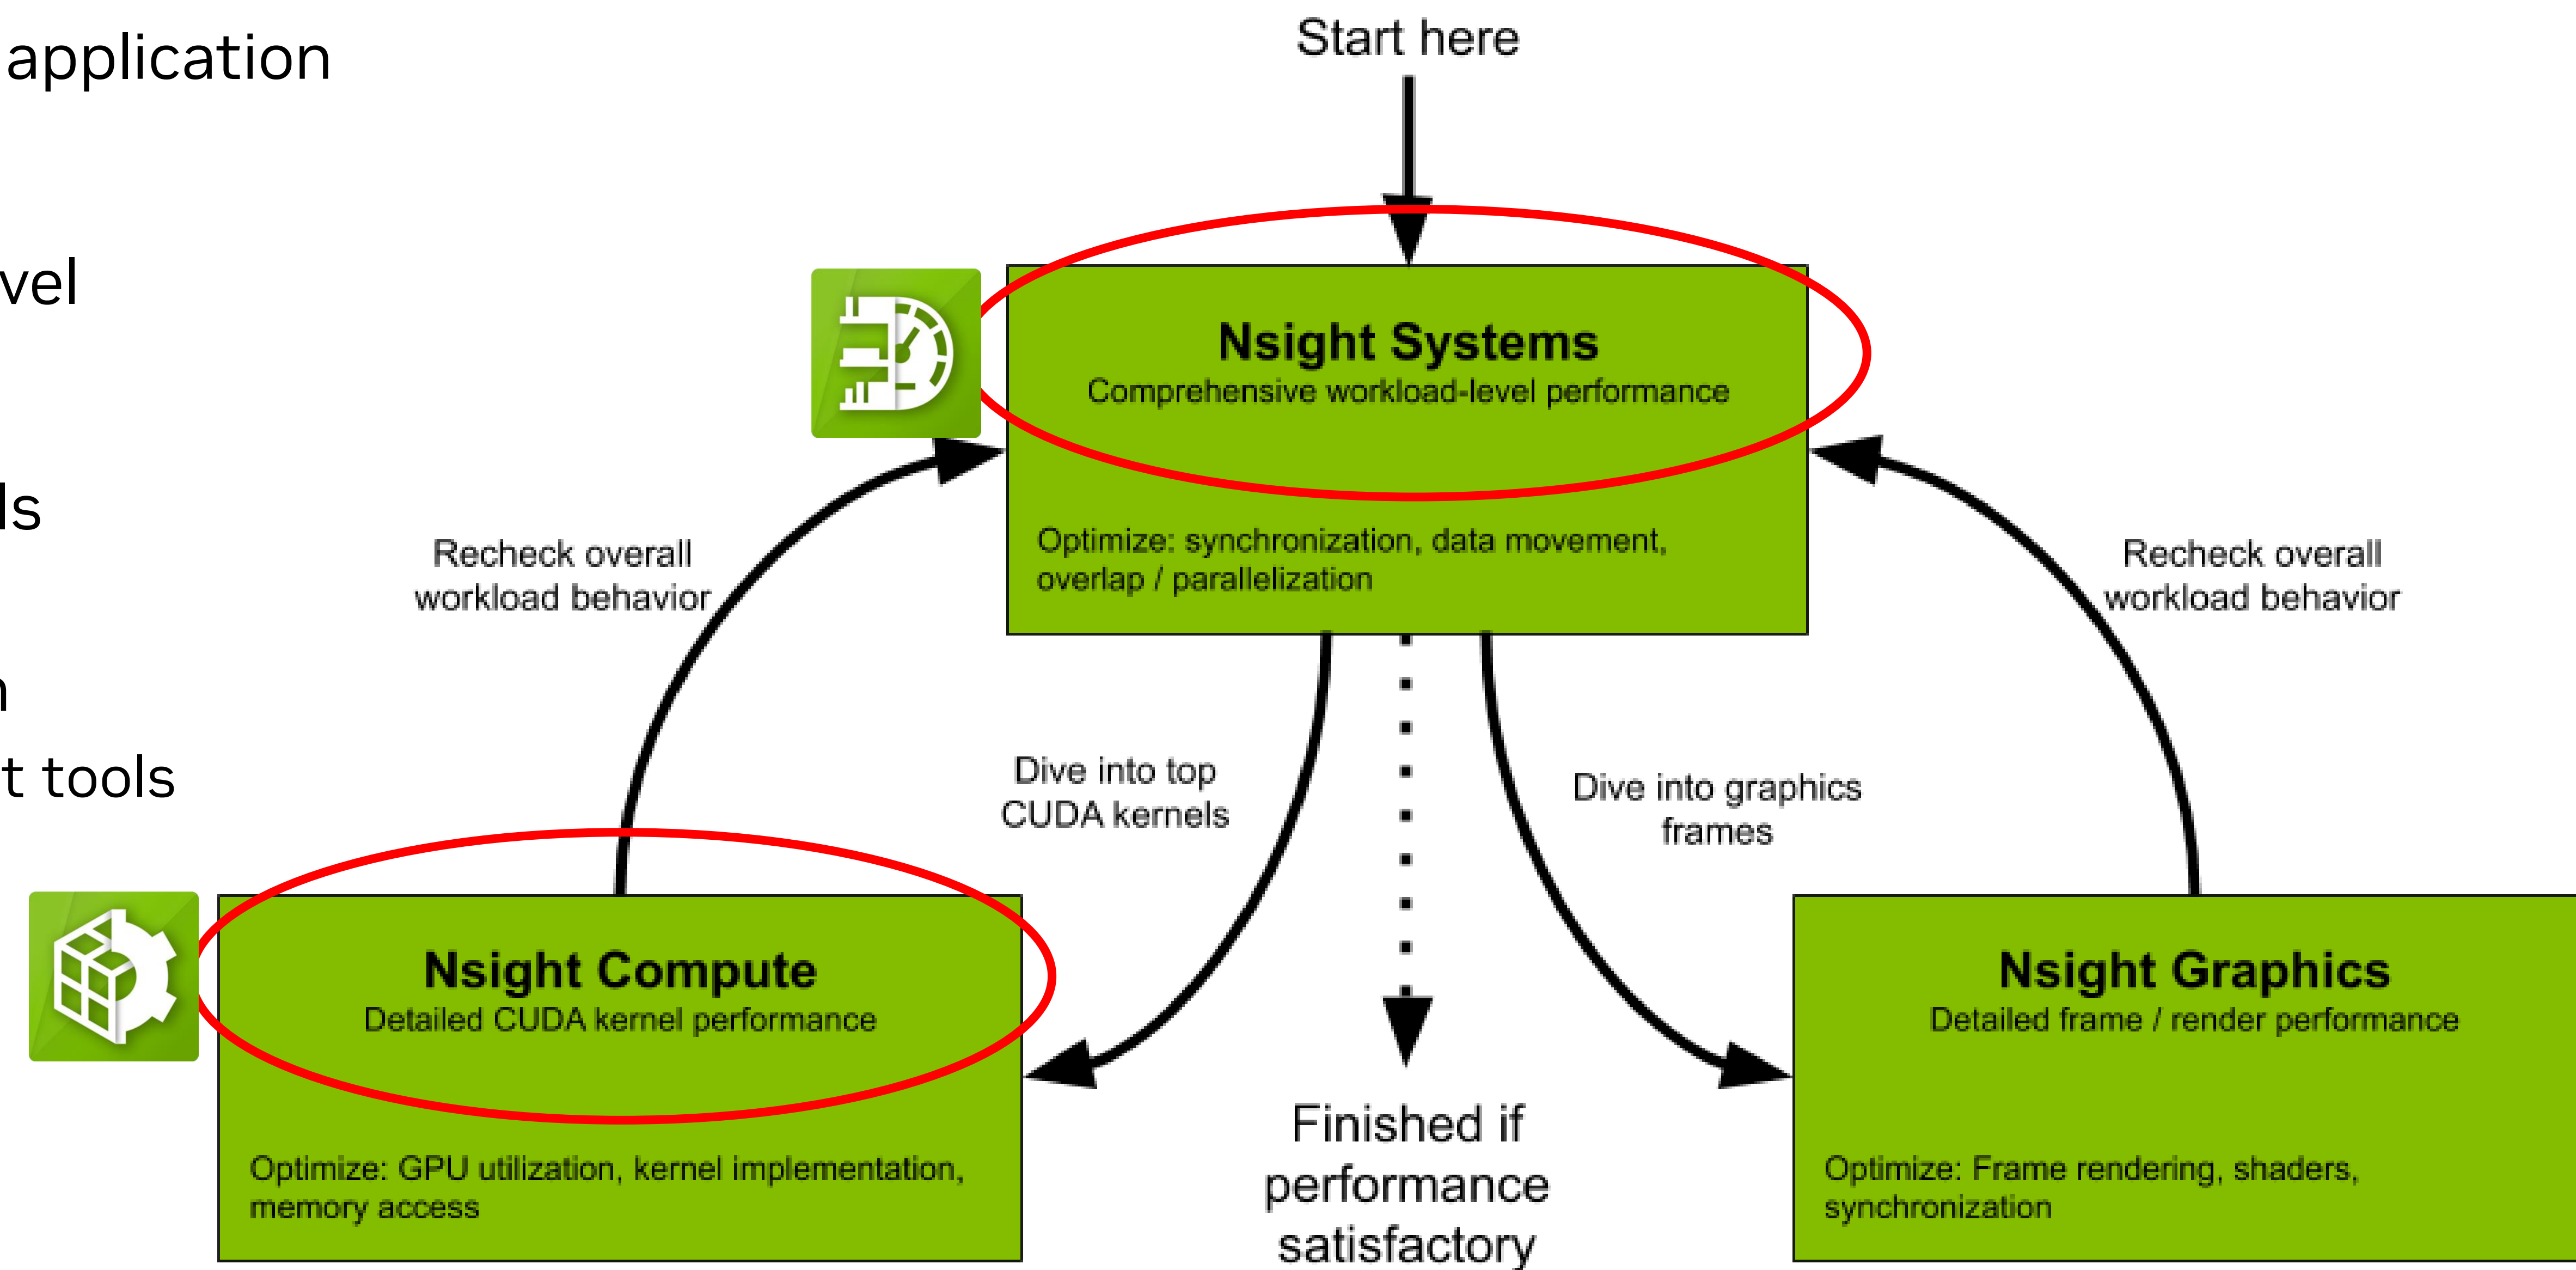 application
vel
ls
n
t tools
Start here
Nsight Systems
Comprehensive workload-level performance
Optimize: synchronization, data movement,
overlap / parallelization
Recheck overall
workload behavior
Recheck overall
workload behavior
Dive into top
CUDA kernels
Dive into graphics
frames
Nsight Compute
Detailed CUDA kernel performance
Optimize: GPU utilization, kernel implementation,
memory access
Finished if
performance
satisfactory
Nsight Graphics
Detailed frame / render performance
Optimize: Frame rendering, shaders,
synchronization